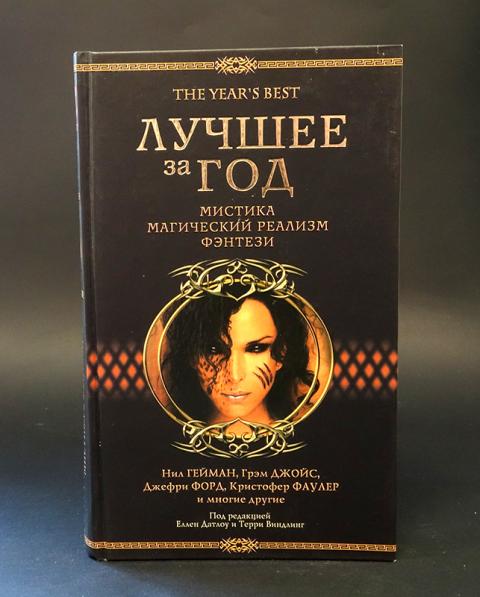 THE YEAR'S BEST
ЛУЧШЕЕ
за ГОД
МИСТИКА
МАГИЧЕСКИЙ РЕАЛИЗМ
ФЭНТЕЗИ
Нил ГЕЙМАН, Грэм ДЖОЙС,
Джефри ФОРД, Кристофер ФАУЛЕР
и многие другие
Под редакцией
Еллен Датлоу и Терри Виндлинг